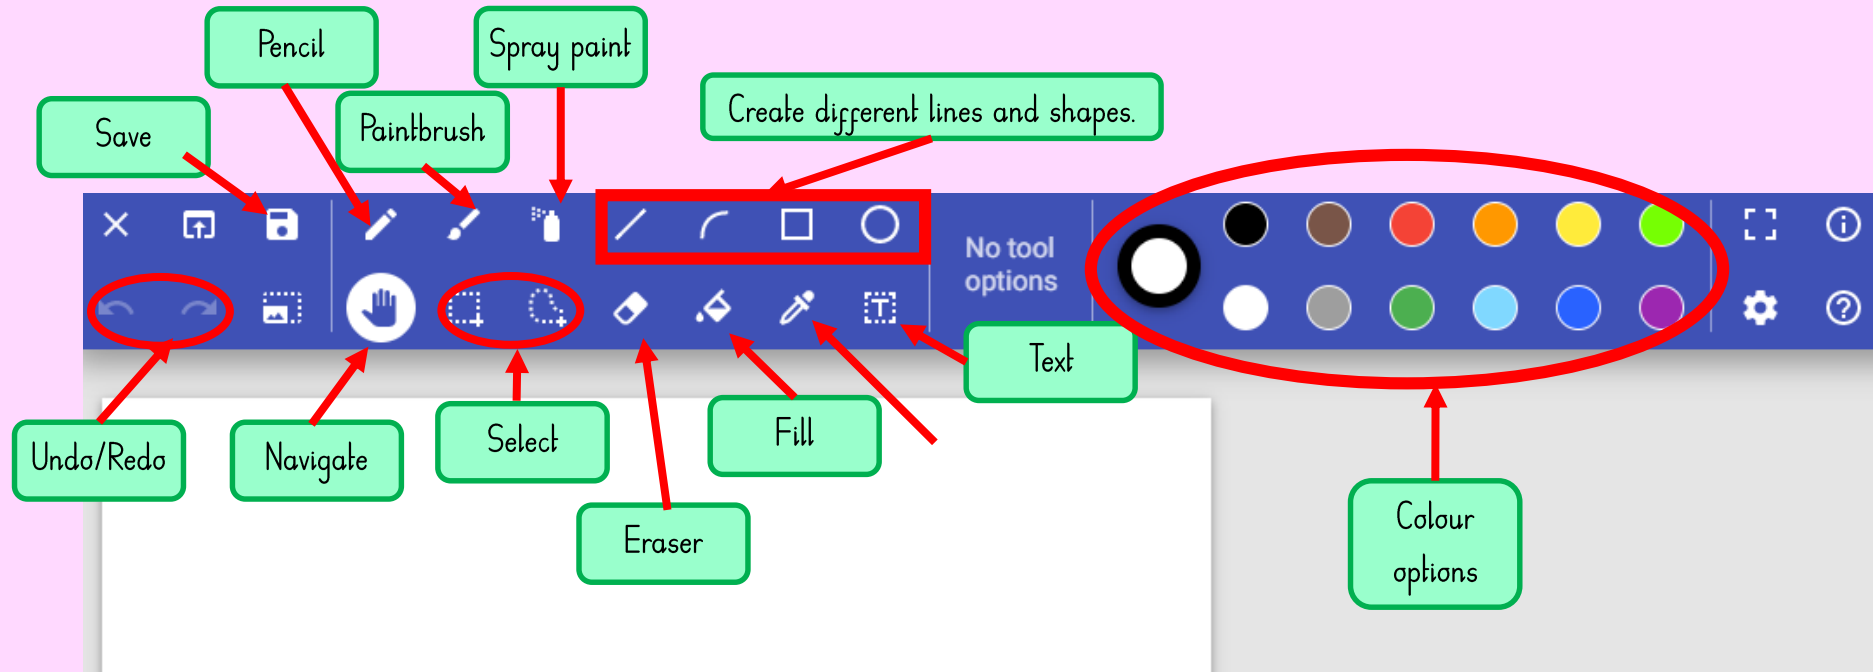 Pencil
Spray paint
Save
Paintbrush
Create different lines and shapes.
No tool
options
T
Text
Undo/Redo
Navigate
Select
Fill
Eraser
Colour
options